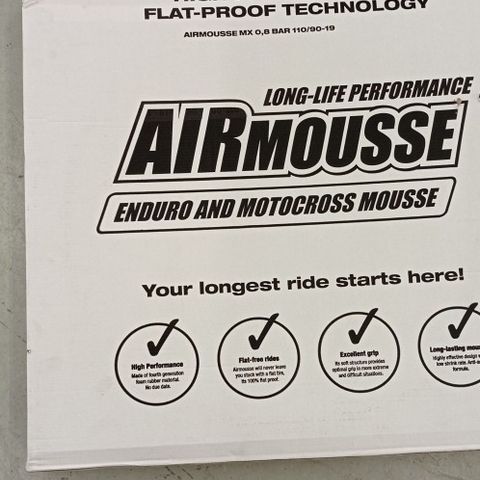 FLAT-PROOF TECHNOLOGY
AIRMOUSSE MX 0,8 BAR 110/90-19
LONG-LIFE PERFORMANCE
AIRMOUSSE
ENDURO AND MOTOCROSS MOUSSE
Your longest ride starts here!
High Performance
Made of fourth generation
foam rubber material.
No due date.
Flat-free rides
Airmousse will never leave
you stuck with a flat tire,
its 100% flat proof.
Excellent grip
Its soft structure provides
optimal grip in more extreme
and difficult situations.
Long-lasting
Highly effective design
low shrink rate.
formula.